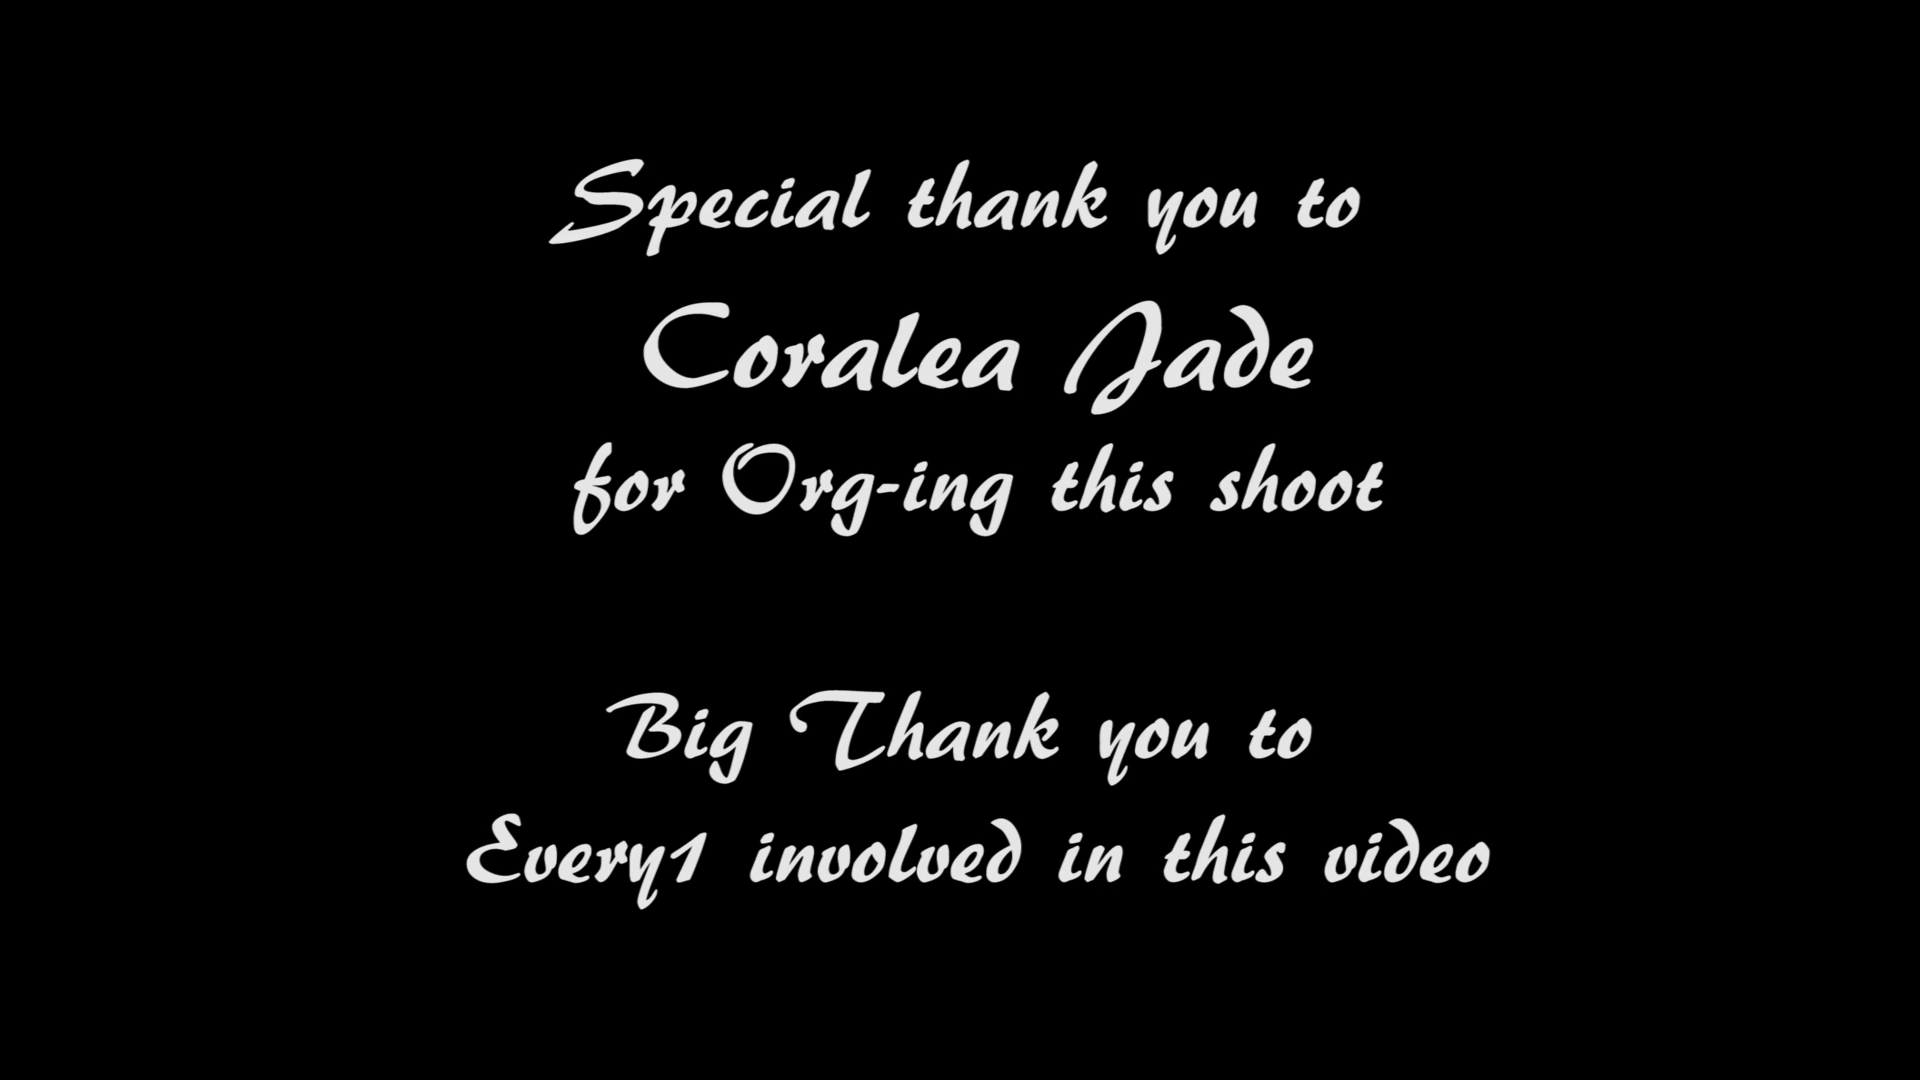 Special thank you to
Coralea Jade
for Org-ing this shoot
Big Thank you to
Every1 involved in this video